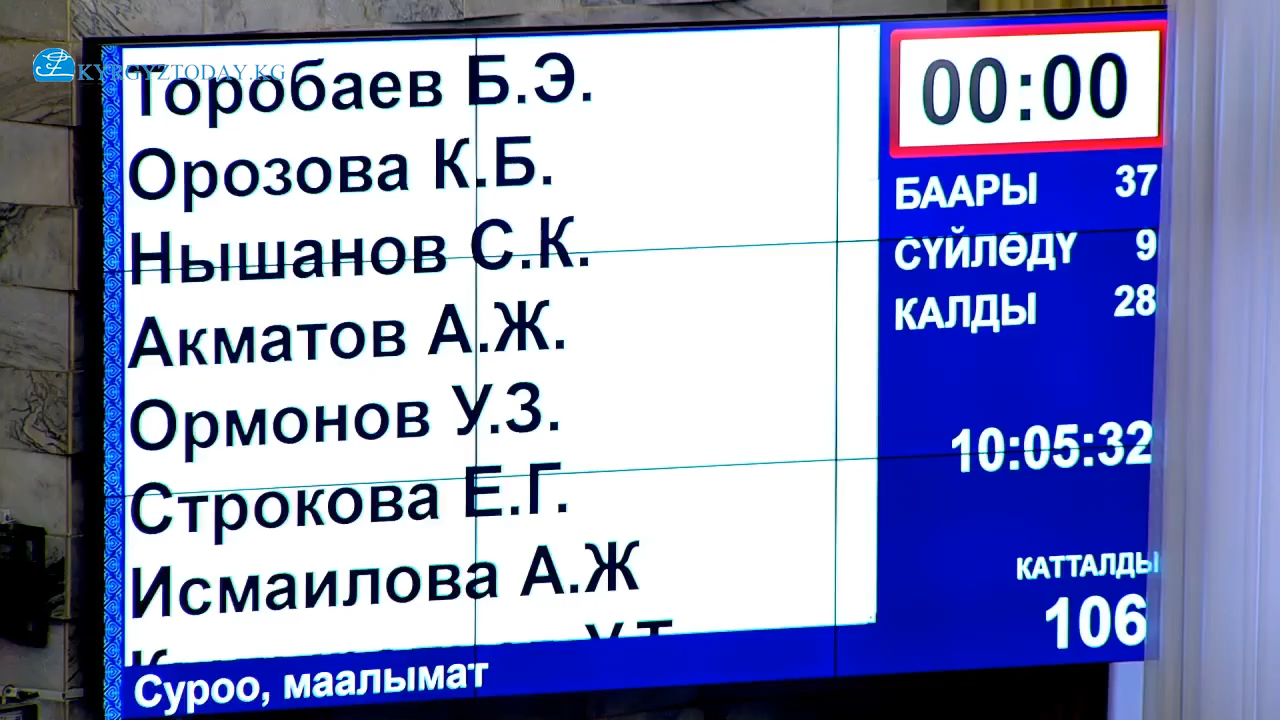 KYRGYZTODAY.KG
Торобаев Б.Э.
Орозова К.Б.
Нышанов С.К.
Акматов А.Ж.
Ормонов У.З.
Строкова Е.Г.
Исмаилова А.Ж
У.Т
Суроо, маалымат
00:00
БААРЫ 37
СҮЙЛӨДҮ 9
КАЛДЫ 28
10:05:32
КАТТАЛДЫ
106